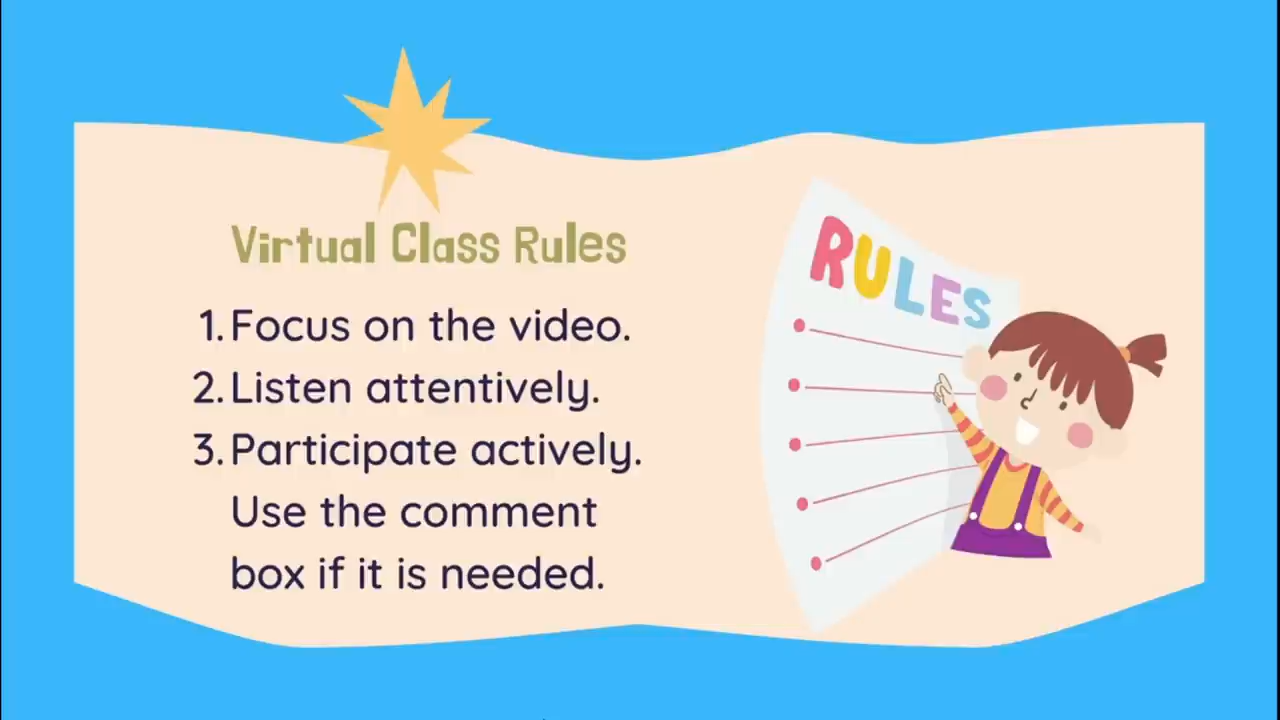 Virtual Class Rules
1. Focus on the video.
2. Listen attentively.
3. Participate actively.
Use the comment
box if it is needed.
RULES